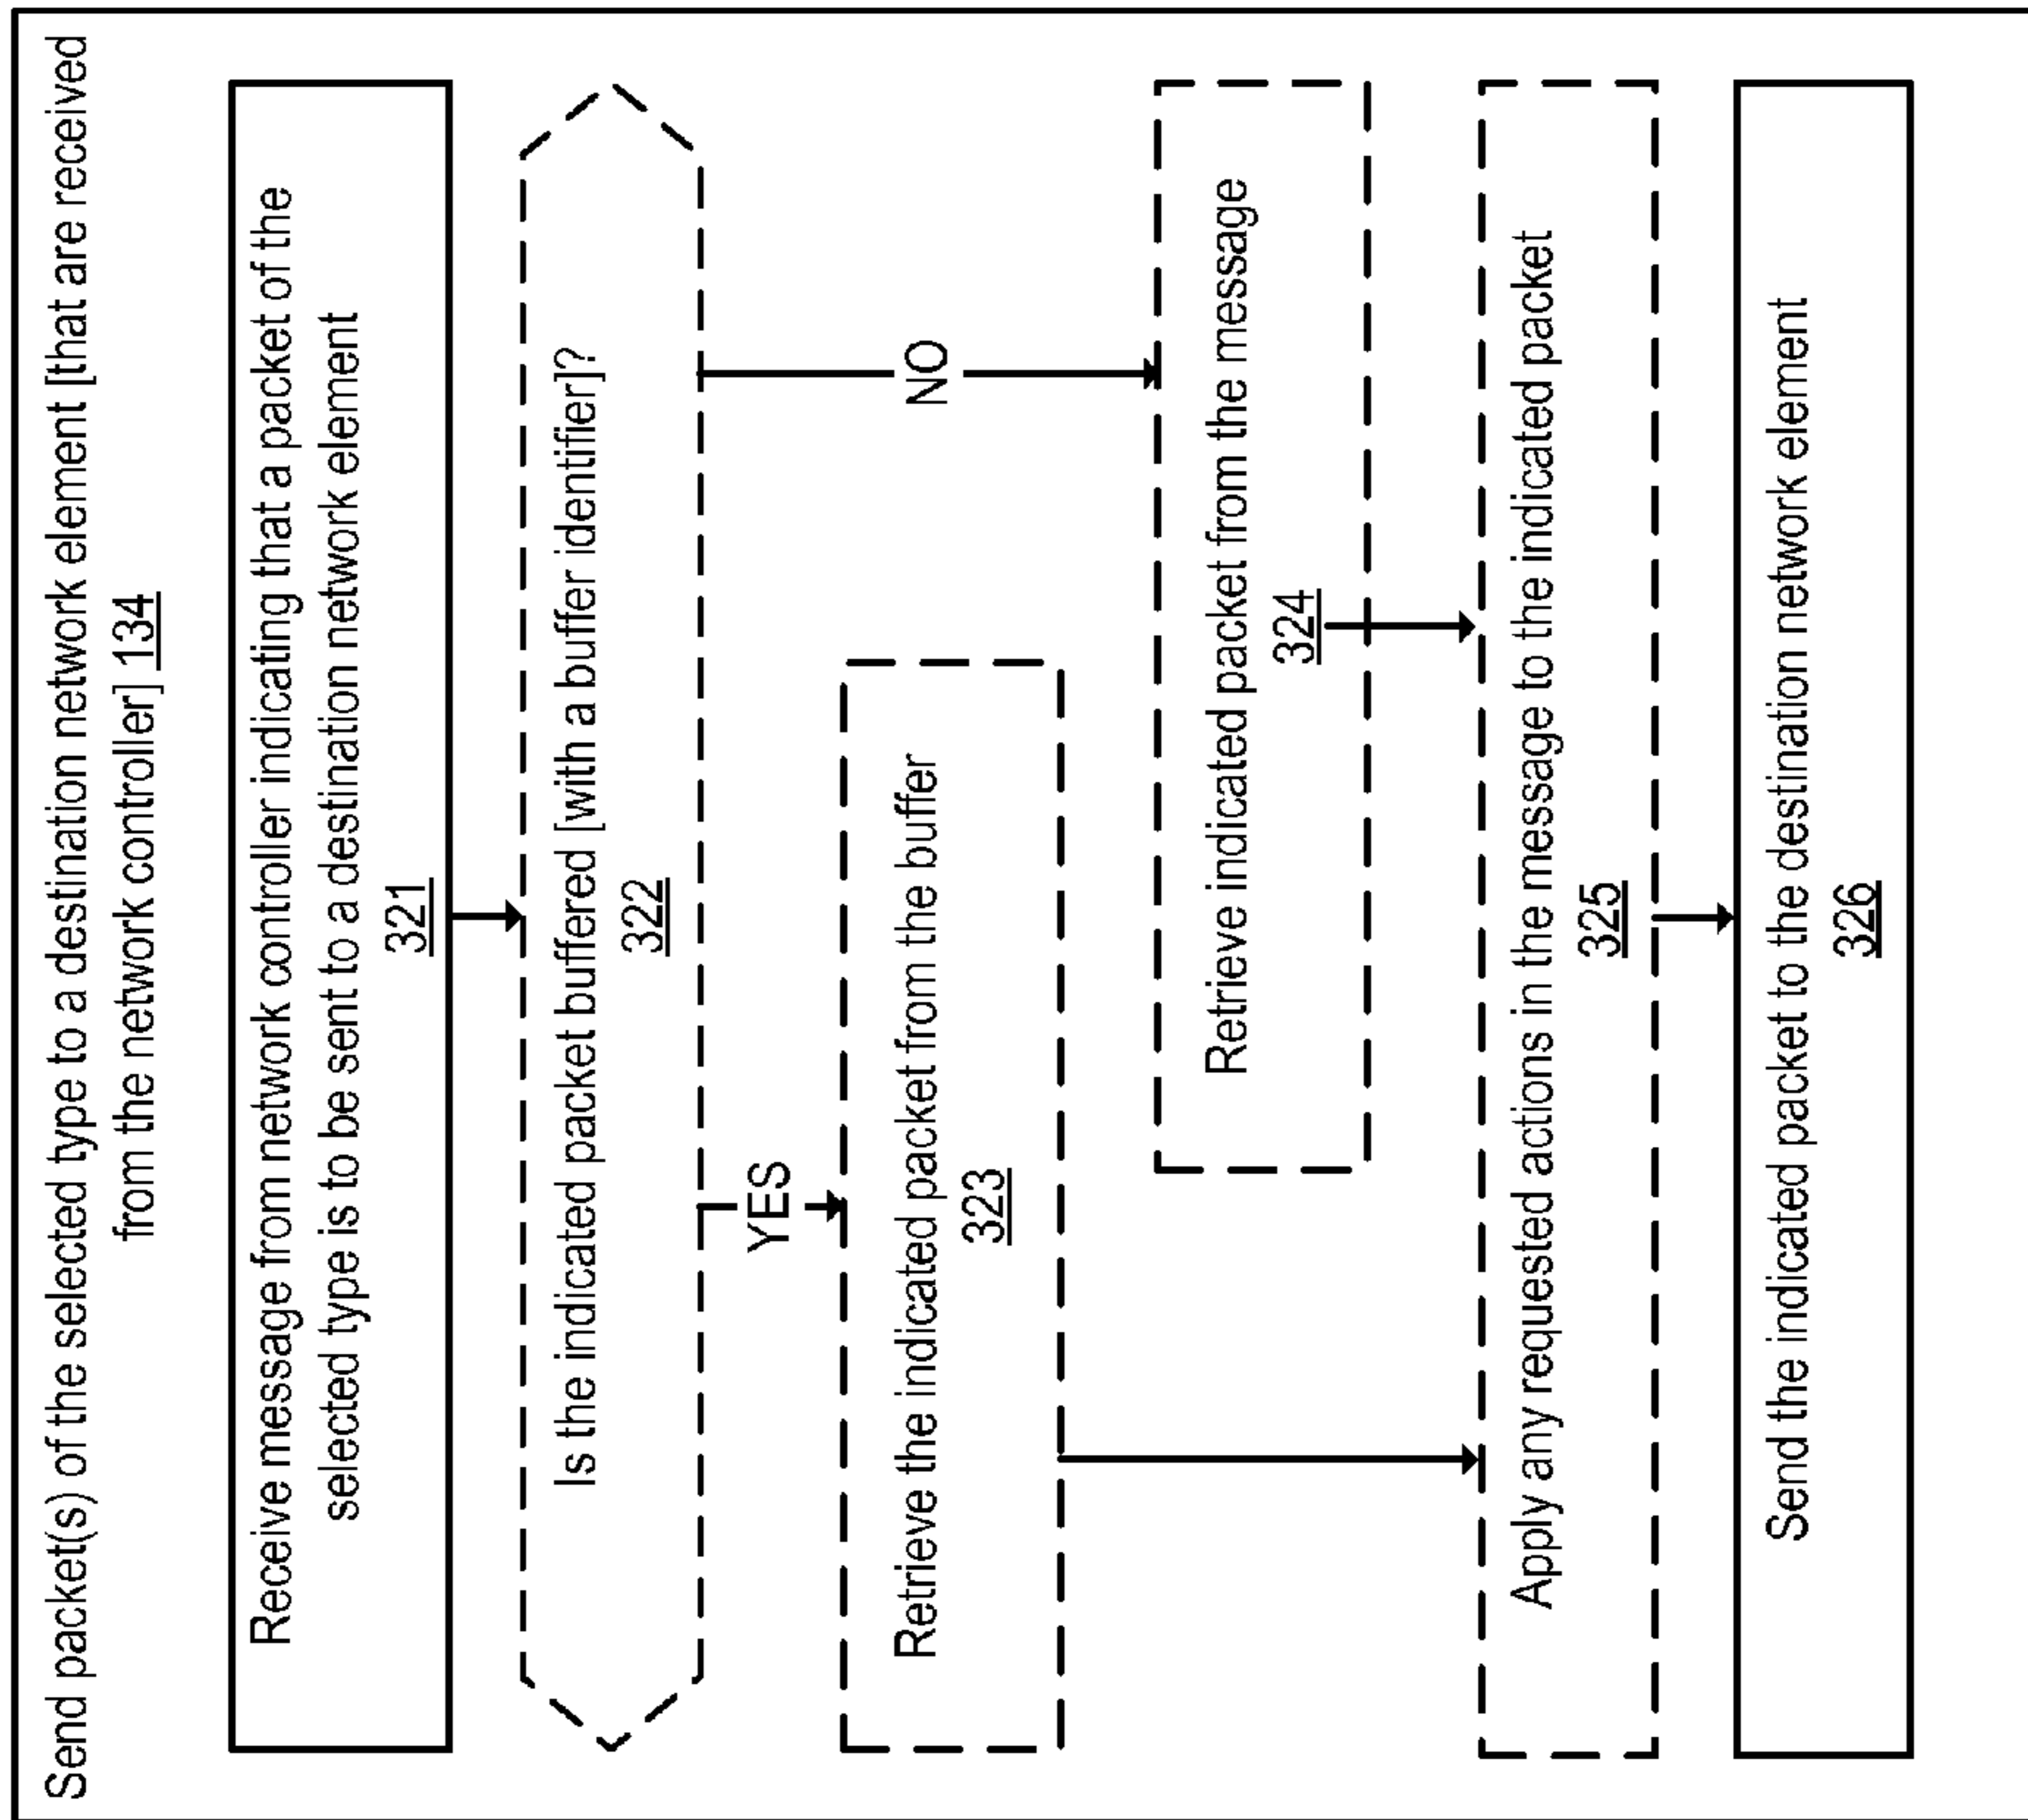 Send packet(s) of the selected type to a destination network element [that are received
from the network controller] 134
Receive message from network controller indicating that a packet of the
selected type is to be sent to a destination network element
321
Is the indicated packet buffered [with a buffer identifier]?
322
YES
NO
Retrieve the indicated packet from the buffer
323
Retrieve indicated packet from the message
324
Apply any requested actions in the message to the indicated packet
325
Send the indicated packet to the destination network element
326